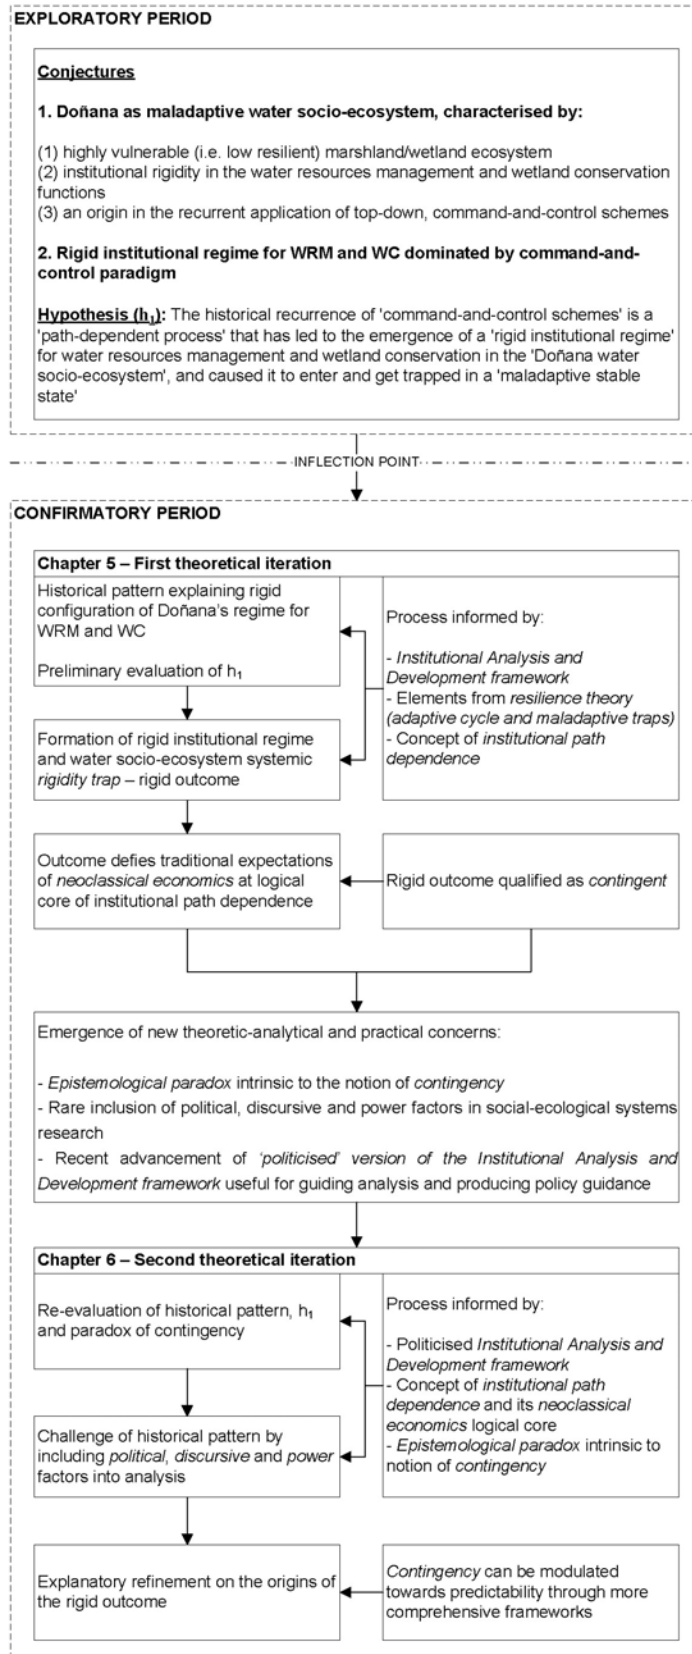 EXPLORATORY PERIOD
Conjectures
1. Doñana as maladaptive water socio-ecosystem, characterised by:
(1) highly vulnerable (i.e. low resilient) marshland/wetland ecosystem
(2) institutional rigidity in the water resources management and wetland conservation
functions
(3) an origin in the recurrent application of top-down, command-and-control schemes
2. Rigid institutional regime for WRM and WC dominated by command-and-
control paradigm
Hypothesis (h₁): The historical recurrence of 'command-and-control schemes' is a
'path-dependent process' that has led to the emergence of a 'rigid institutional regime'
for water resources management and wetland conservation in the 'Doñana water
socio-ecosystem', and caused it to enter and get trapped in a 'maladaptive stable
state'
INFLECTION POINT
CONFIRMATORY PERIOD
Chapter 5 – First theoretical iteration
Historical pattern explaining rigid
configuration of Doñana's regime for
WRM and WC
Preliminary evaluation of h₁
Process informed by:
- Institutional Analysis and
Development framework
- Elements from resilience theory
(adaptive cycle and maladaptive traps)
- Concept of institutional path
dependence
Formation of rigid institutional regime
and water socio-ecosystem systemic
rigidity trap – rigid outcome
Outcome defies traditional expectations
of neoclassical economics at logical
core of institutional path dependence
Rigid outcome qualified as contingent
Emergence of new theoretic-analytical and practical concerns:
- Epistemological paradox intrinsic to the notion of contingency
- Rare inclusion of political, discursive and power factors in social-ecological systems
research
- Recent advancement of 'politicised' version of the Institutional Analysis and
Development framework useful for guiding analysis and producing policy guidance
Chapter 6 – Second theoretical iteration
Re-evaluation of historical pattern, h₁
and paradox of contingency
Process informed by:
- Politicised Institutional Analysis and
Development framework
- Concept of institutional path
dependence and its neoclassical
economics logical core
- Epistemological paradox intrinsic to
notion of contingency
Challenge of historical pattern by
including political, discursive and power
factors into analysis
Explanatory refinement on the origins of
the rigid outcome
Contingency can be modulated
towards predictability through more
comprehensive frameworks